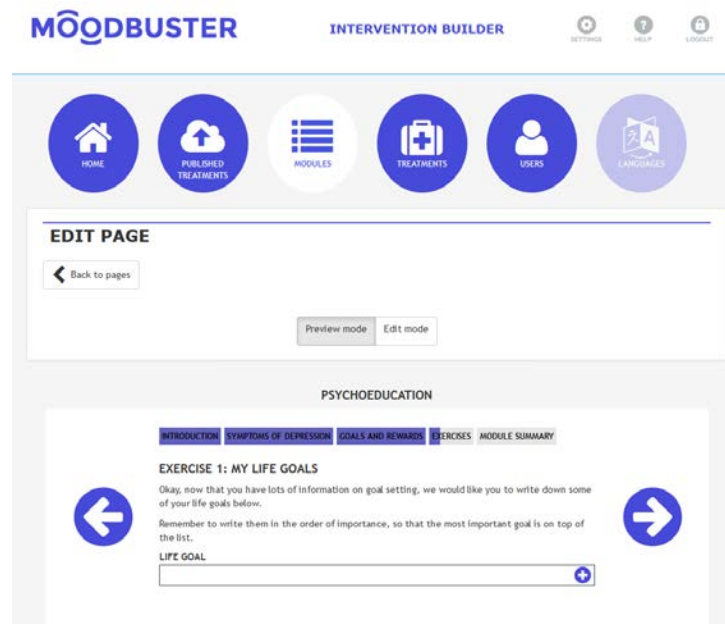 MOODBUSTER
INTERVENTION BUILDER
SETTINGS
HELP
LOGOUT
HOME
PUBLISHED
TREATMENTS
MODULES
TREATMENTS
USERS
LANGUAGES
EDIT PAGE
Back to pages
Preview mode Edit mode
PSYCHOEDUCATION
INTRODUCTION SYMPTOMS OF DEPRESSION GOALS AND REWARDS EXERCISES MODULE SUMMARY
EXERCISE 1: MY LIFE GOALS
Okay, now that you have lots of information on goal setting, we would like you to write down some
of your life goals below.
Remember to write them in the order of importance, so that the most important goal is on top of
the list.
LIFE GOAL